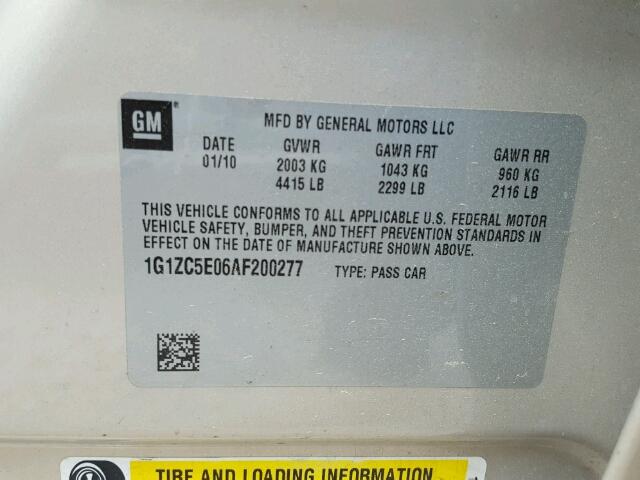 GM
MFD BY GENERAL MOTORS LLC
DATE GVWR GAWR FRT GAWR RR
01/10 2003 KG 1043 KG 960 KG
4415 LB 2299 LB 2116 LB
THIS VEHICLE CONFORMS TO ALL APPLICABLE U.S. FEDERAL MOTOR
VEHICLE SAFETY, BUMPER, AND THEFT PREVENTION STANDARDS IN
EFFECT ON THE DATE OF MANUFACTURE SHOWN ABOVE.
1G1ZC5E06AF200277 TYPE: PASS CAR
TIRE AND LOADING INFORMATION